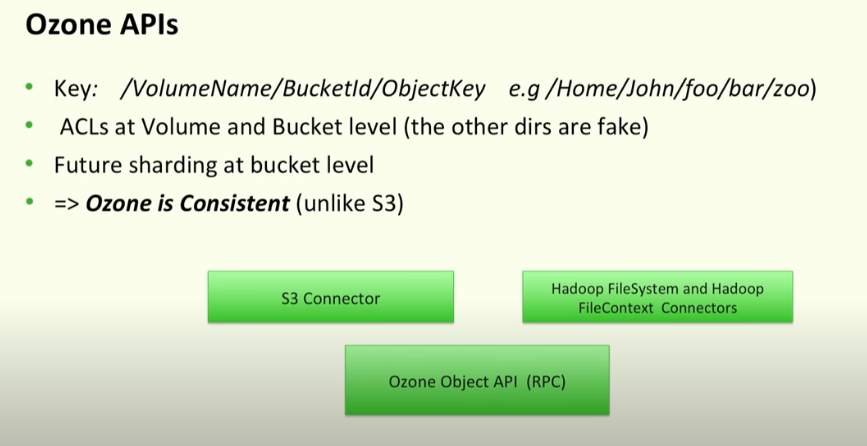 Ozone APIs
• Key: /VolumeName/BucketId/ObjectKey e.g /Home/John/foo/bar/zoo)
• ACLs at Volume and Bucket level (the other dirs are fake)
• Future sharding at bucket level
• => Ozone is Consistent (unlike S3)
S3 Connector
Hadoop FileSystem and Hadoop
FileContext Connectors
Ozone Object API (RPC)